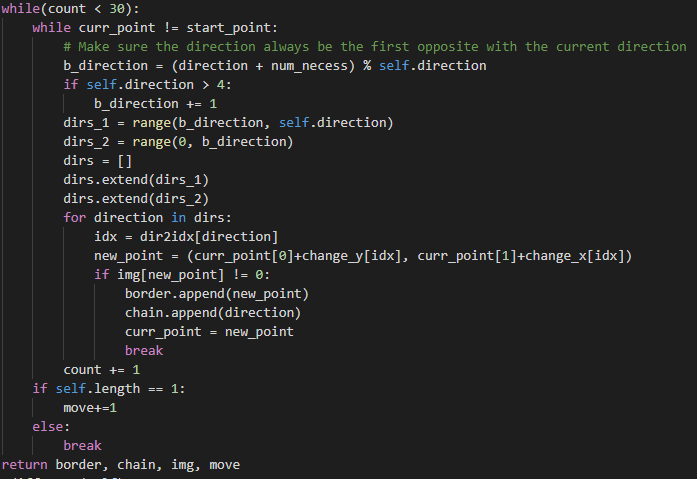 while(count < 30):
    while curr_point != start_point:
        # Make sure the direction always be the first opposite with the current direction
        b_direction = (direction + num_necess) % self.direction
        if self.direction > 4:
            b_direction += 1
        dirs_1 = range(b_direction, self.direction)
        dirs_2 = range(0, b_direction)
        dirs = []
        dirs.extend(dirs_1)
        dirs.extend(dirs_2)
        for direction in dirs:
            idx = dir2idx[direction]
            new_point = (curr_point[0]+change_y[idx], curr_point[1]+change_x[idx])
            if img[new_point] != 0:
                border.append(new_point)
                chain.append(direction)
                curr_point = new_point
                break
        count += 1
    if self.length == 1:
        move+=1
    else:
        break
return border, chain, img, move